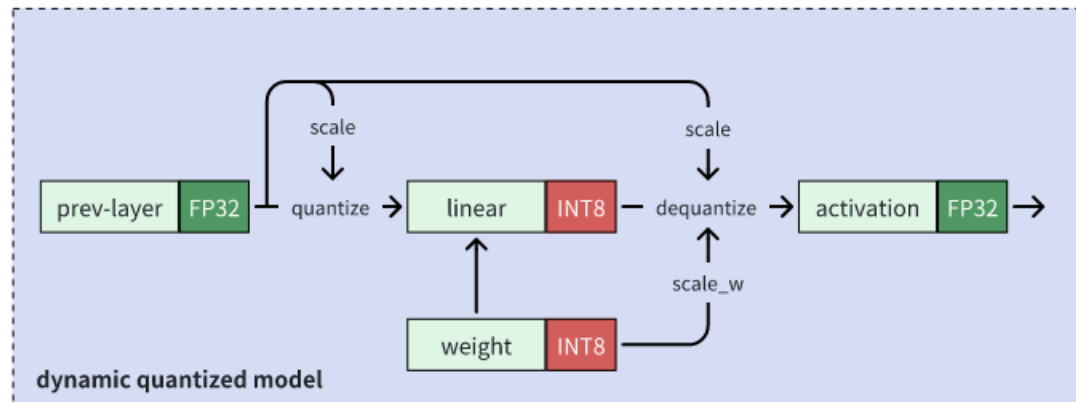 scale
scale
prev-layer FP32 quantize linear INT8 dequantize activation FP32
scale_w
weight INT8
dynamic quantized model